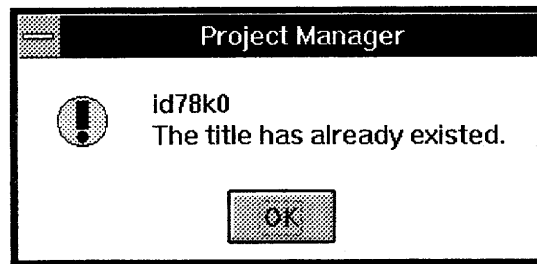 Project Manager
id78k0
The title has already existed.
OK